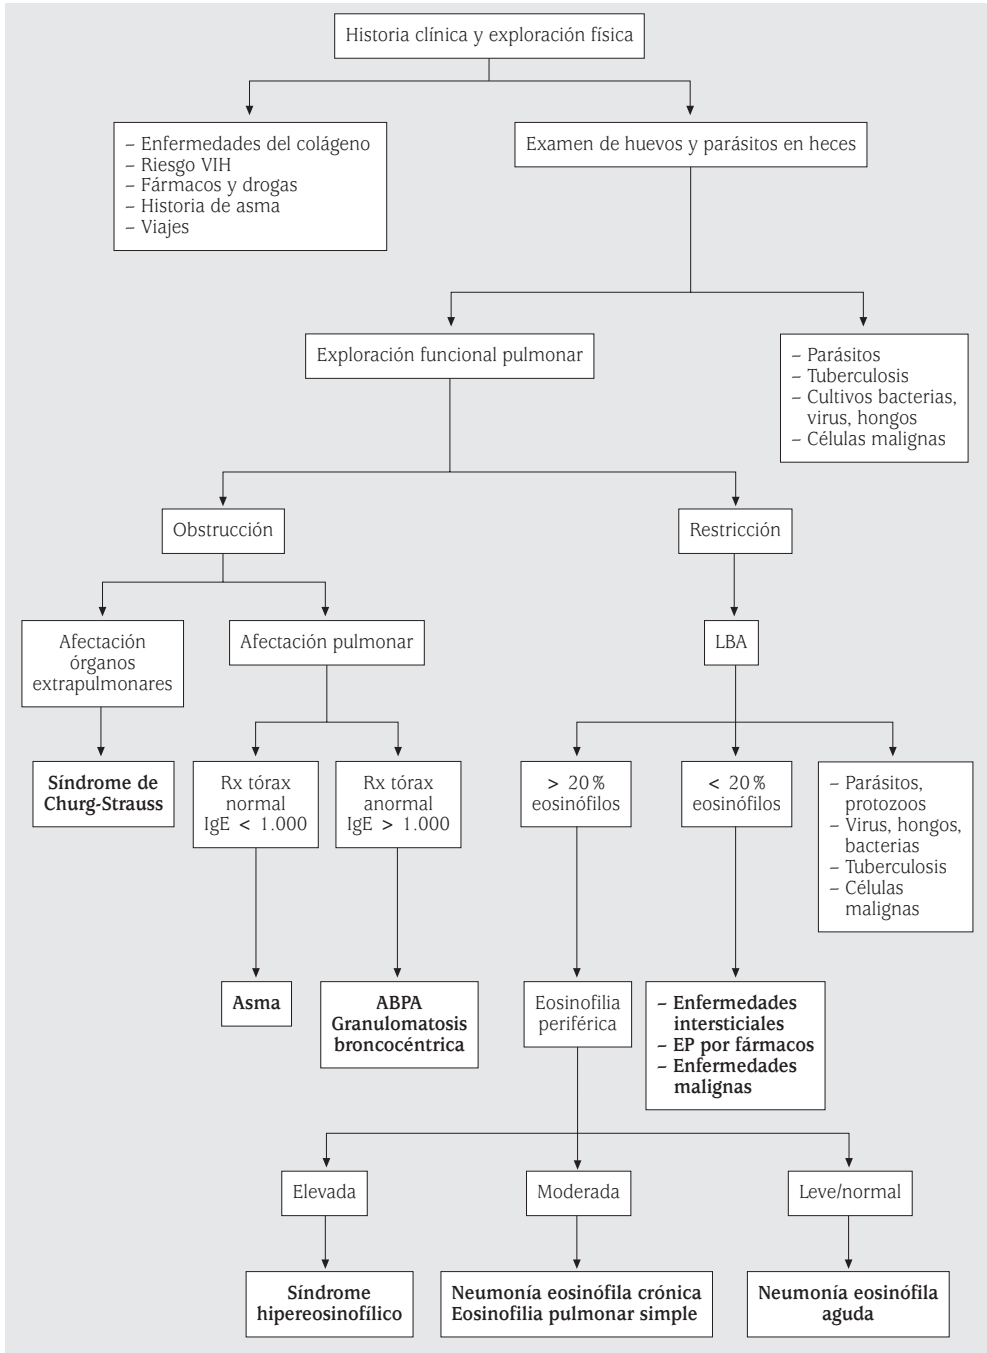 Historia clínica y exploración física
– Enfermedades del colágeno
– Riesgo VIH
– Fármacos y drogas
– Historia de asma
– Viajes
Examen de huevos y parásitos en heces
Exploración funcional pulmonar
– Parásitos
– Tuberculosis
– Cultivos bacterias,
virus, hongos
– Células malignas
Obstrucción
Restricción
Afectación
órganos
extrapulmonares
Afectación pulmonar
LBA
Síndrome de
Churg-Strauss
Rx tórax
normal
IgE < 1.000
Rx tórax
anormal
IgE > 1.000
> 20 %
eosinófilos
< 20 %
eosinófilos
– Parásitos,
protozoos
– Virus, hongos,
bacterias
– Tuberculosis
– Células
malignas
Asma
ABPA
Granulomatosis
broncocéntrica
Eosinofilia
periférica
– Enfermedades
intersticiales
– EP por fármacos
– Enfermedades
malignas
Elevada
Moderada
Leve/normal
Síndrome
hipereosinofílico
Neumonía eosinófila crónica
Eosinofilia pulmonar simple
Neumonía eosinófila
aguda